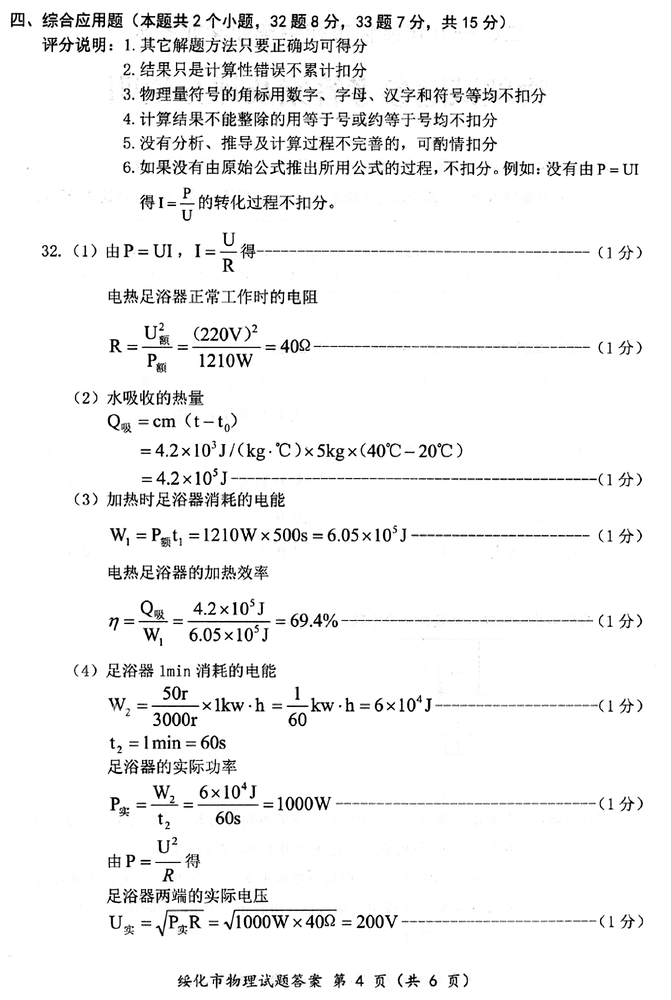 四、综合应用题（本题共2个小题，32题8分，33题7分，共15分）
评分说明：1.其它解题方法只要正确均可得分
2.结果只是计算性错误不累计扣分
3.物理量符号的角标用数字、字母、汉字和符号等均不扣分
4.计算结果不能整除的用等于号或约等于号均不扣分
5.没有分析、推导及计算过程不完善的，可酌情扣分
6.如果没有由原始公式推出所用公式的过程，不扣分。例如：没有由P=UI
得I=P/U的转化过程不扣分。
32.（1）由P=UI，I=U/R得------（1分）
电热足浴器正常工作时的电阻
R=U²额/P额=(220V)²/1210W=40Ω------（1分）
（2）水吸收的热量
Q吸=cm（t-t₀）
=4.2×10³J/(kg·℃)×5kg×(40℃-20℃)
=4.2×10⁵J------(1分）
（3）加热时足浴器消耗的电能
W₁=P额t₁=1210W×500s=6.05×10⁵J------（1分）
电热足浴器的加热效率
η=Q吸/W₁=4.2×10⁵J/6.05×10⁵J=69.4%------（1分）
（4）足浴器1min消耗的电能
W₂=50r/3000r×1kw·h=1/60kw·h=6×10⁴J------(1分）
t₂=1min=60s
足浴器的实际功率
P实=W₂/t₂=6×10⁴J/60s=1000W------(1分）
由P=U²/R得
足浴器两端的实际电压
U实=√P实R=√1000W×40Ω=200V------(1分）
绥化市物理试题答案 第 4 页（共 6 页）